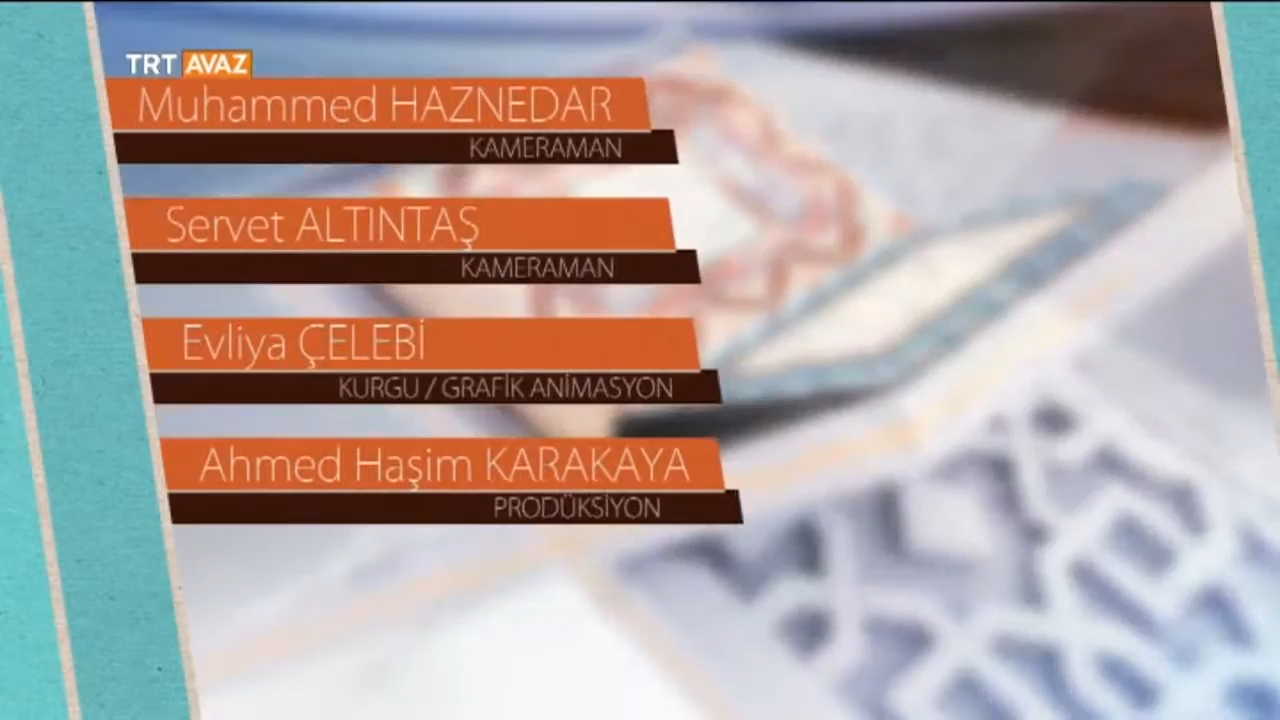 TRT AVAZ
Muhammed HAZNEDAR
KAMERAMAN
Servet ALTINTAŞ
KAMERAMAN
Evliya ÇELEBİ
KURGU / GRAFİK ANİMASYON
Ahmed Haşim KARAKAYA
PRODÜKSİYON